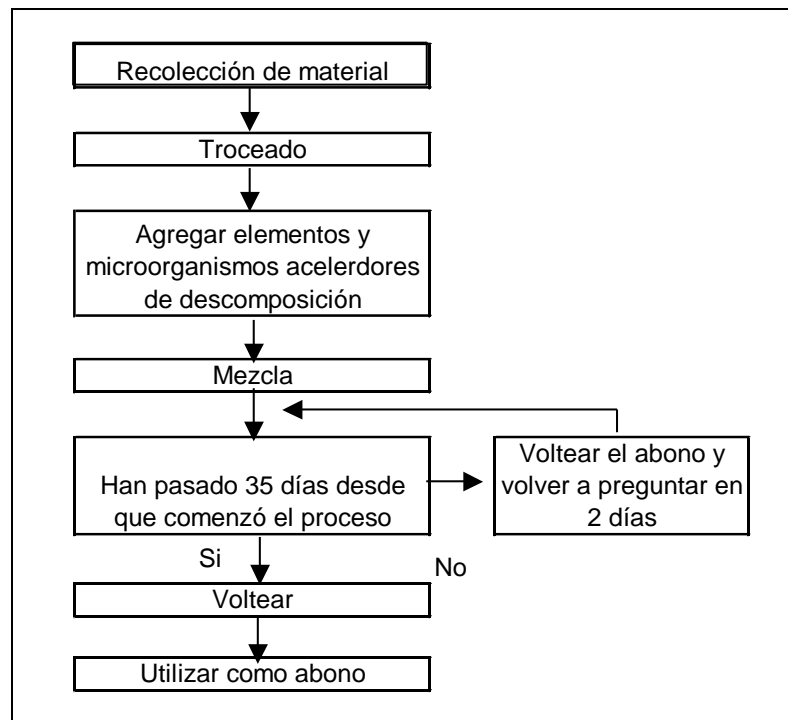 Recolección de material
Troceado
Agregar elementos y
microorganismos acelerdores
de descomposición
Mezcla
Han pasado 35 días desde
que comenzó el proceso
Voltear el abono y
volver a preguntar en
2 días
Si
No
Voltear
Utilizar como abono